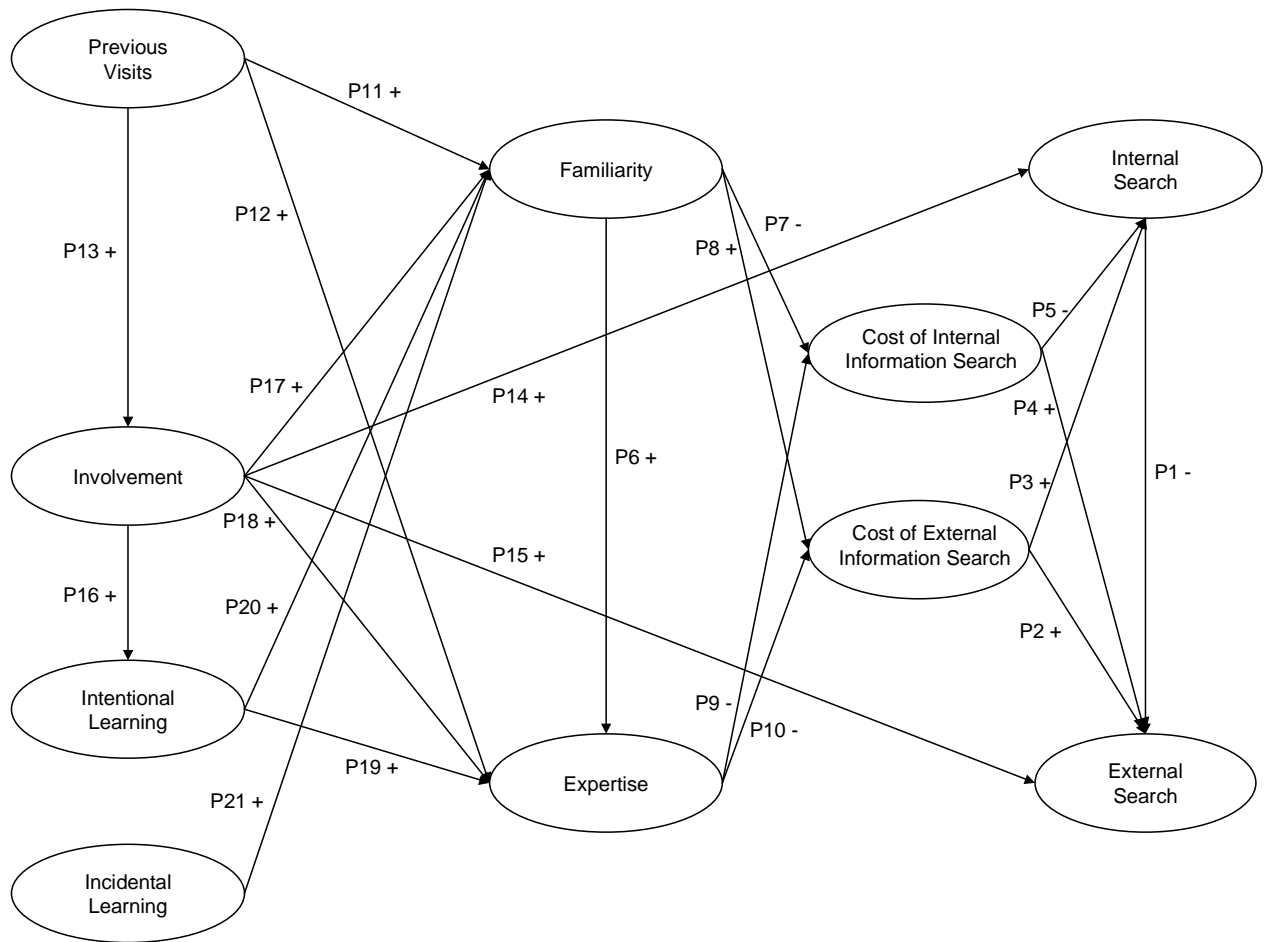 Previous
Visits
P11 +
Familiarity
Internal
Search
P12 +
P7 -
P8 +
P13 +
P5 -
Cost of Internal
Information Search
P17 +
P14 +
P4 +
P6 +
Involvement
P3 +
P1 -
P18 +
Cost of External
Information Search
P15 +
P16 +
P20 +
P2 +
Intentional
Learning
P9 -
P10 -
P19 +
Expertise
External
Search
P21 +
Incidental
Learning